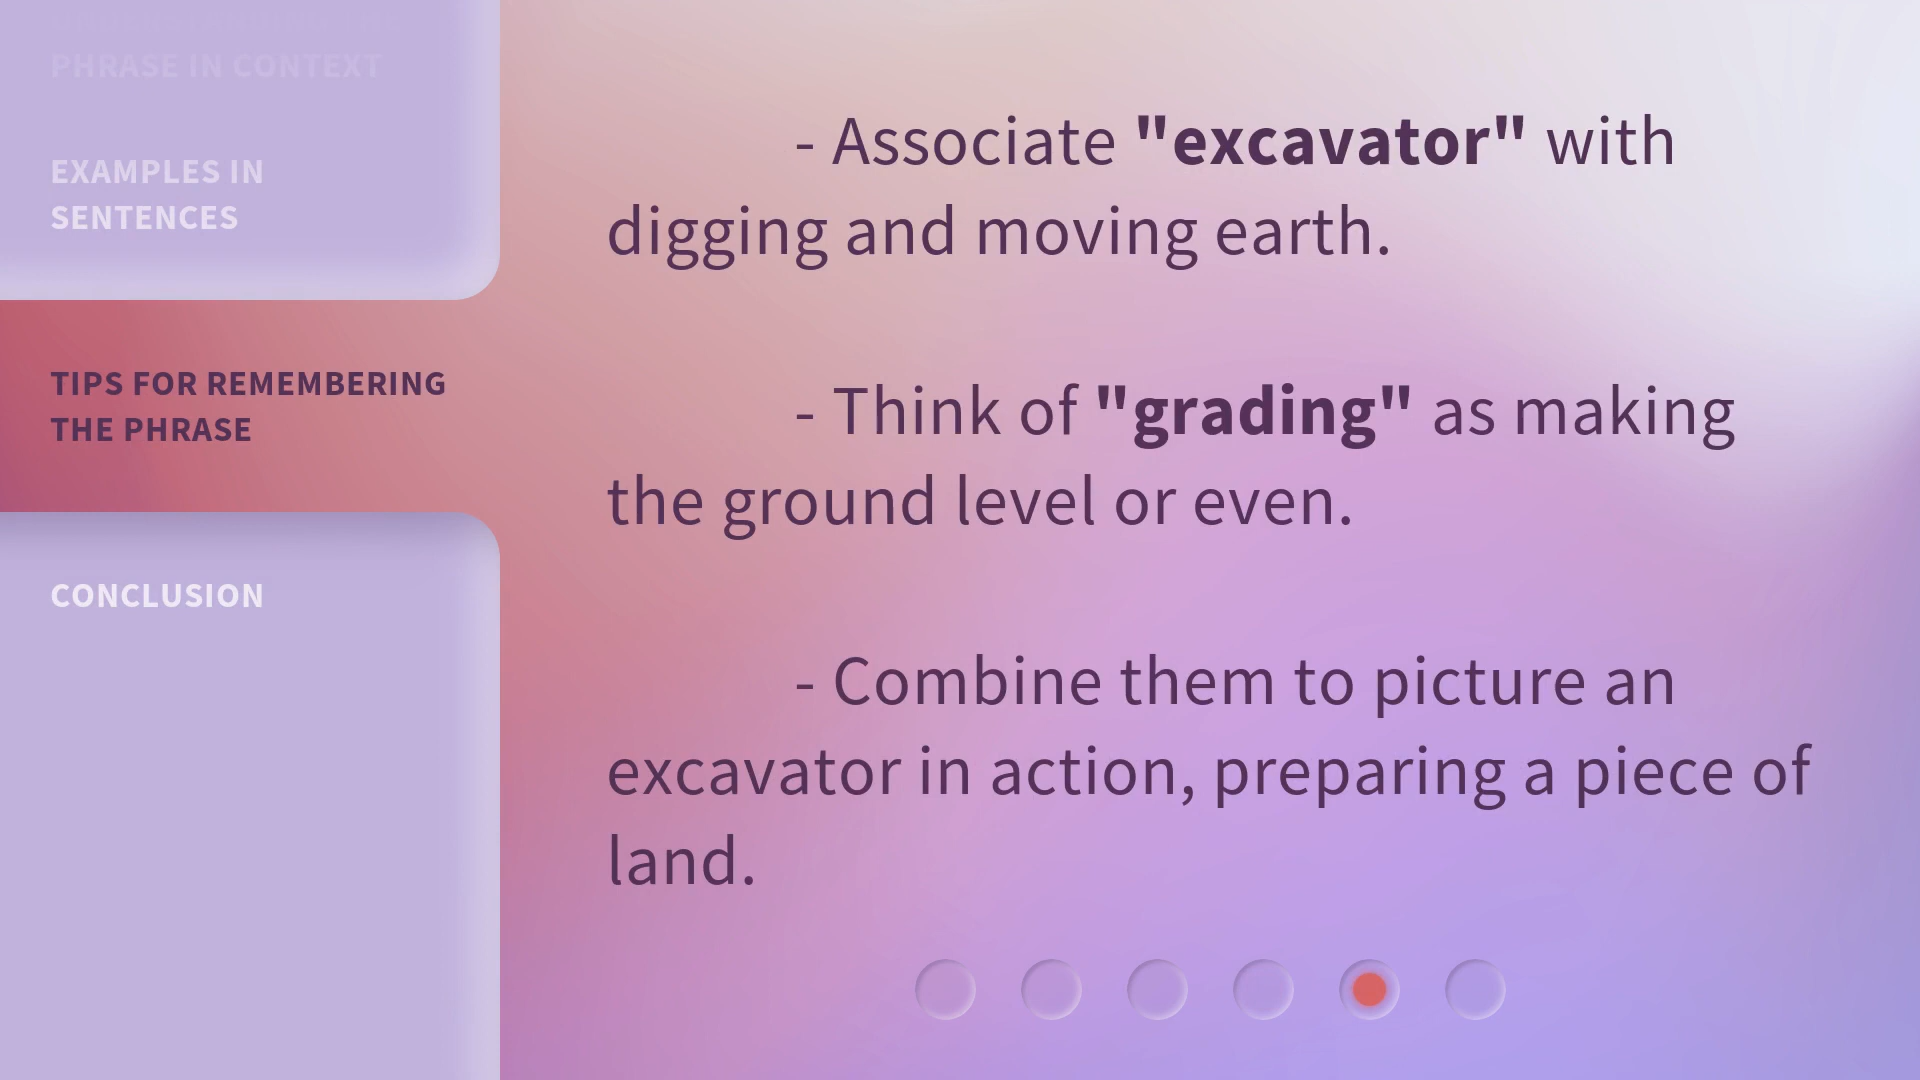 PHRASE IN CONTEXT
EXAMPLES IN
SENTENCES
TIPS FOR REMEMBERING
THE PHRASE
CONCLUSION
- Associate "excavator" with
digging and moving earth.
- Think of "grading" as making
the ground level or even.
- Combine them to picture an
excavator in action, preparing a piece of
land.